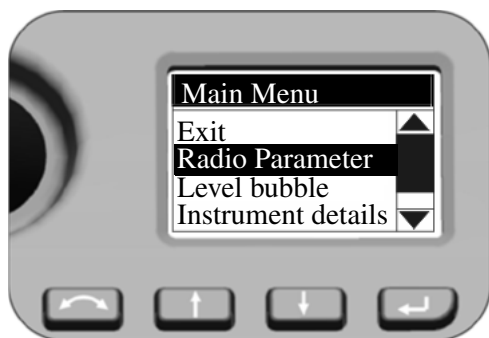 Main Menu
Exit
Radio Parameter
Level bubble
Instrument details